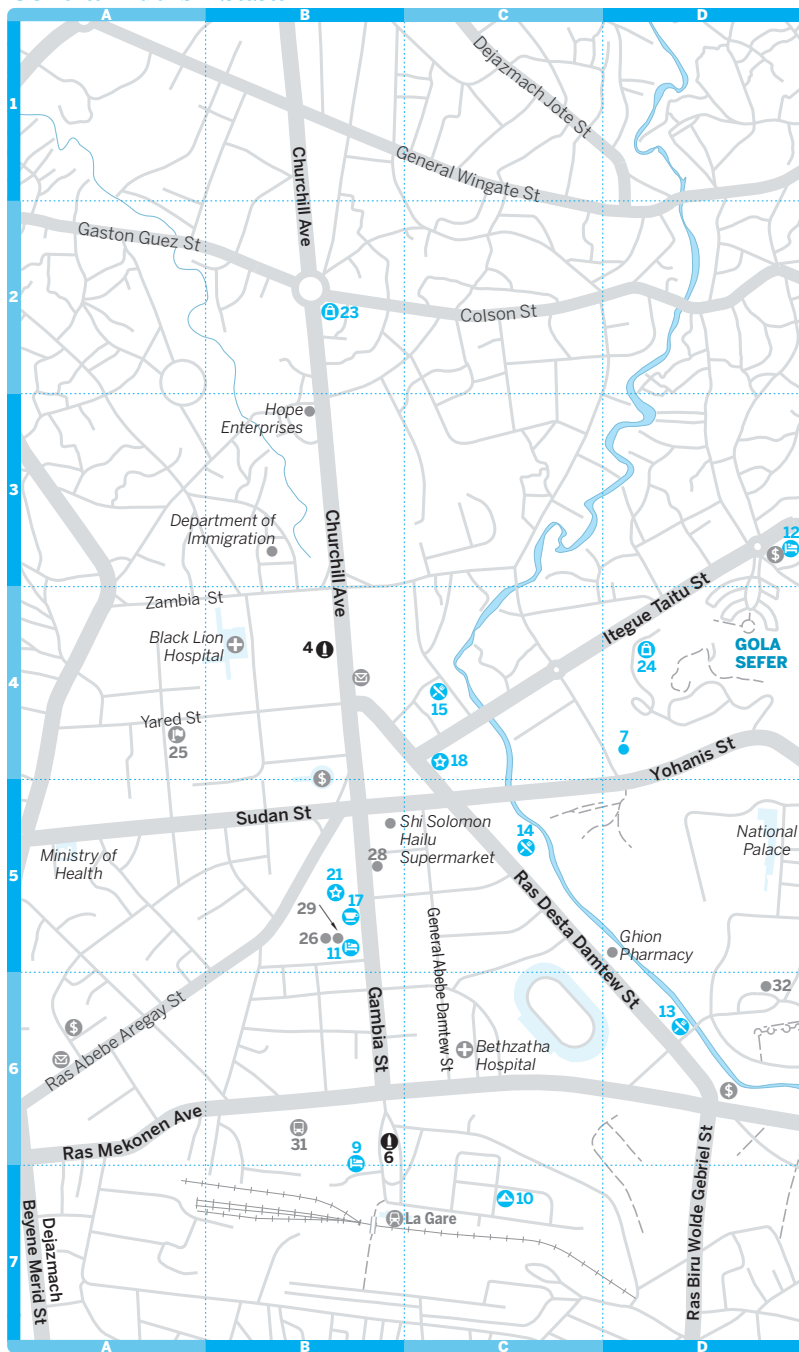 A B C D
1
Dejazmach Jote St
General Wingate St
Churchill Ave
Gaston Guez St
2
23
Colson St
Hope
Enterprises
3
Department of
Immigration
Churchill Ave
12
$
Zambia St
Itegue Taitu St
Black Lion
Hospital
4
GOLA
SEFER
24
4
15
Yared St
25
7
18
Yohanis St
$
Sudan St
Shi Solomon
Hailu
Supermarket
14
National
Palace
Ministry of
Health
28
5
21
17
29
26
11
General Abebe Damtew St
Ras Desta Damtew St
Ghion
Pharmacy
32
13
$
Ras Abebe Aregay St
Gambia St
Bethzatha
Hospital
6
$
Ras Mekonen Ave
31
9
6
10
Ras Biru Wolde Gebriel St
La Gare
7
Dejazmach
Beyene Merid St
A B C D